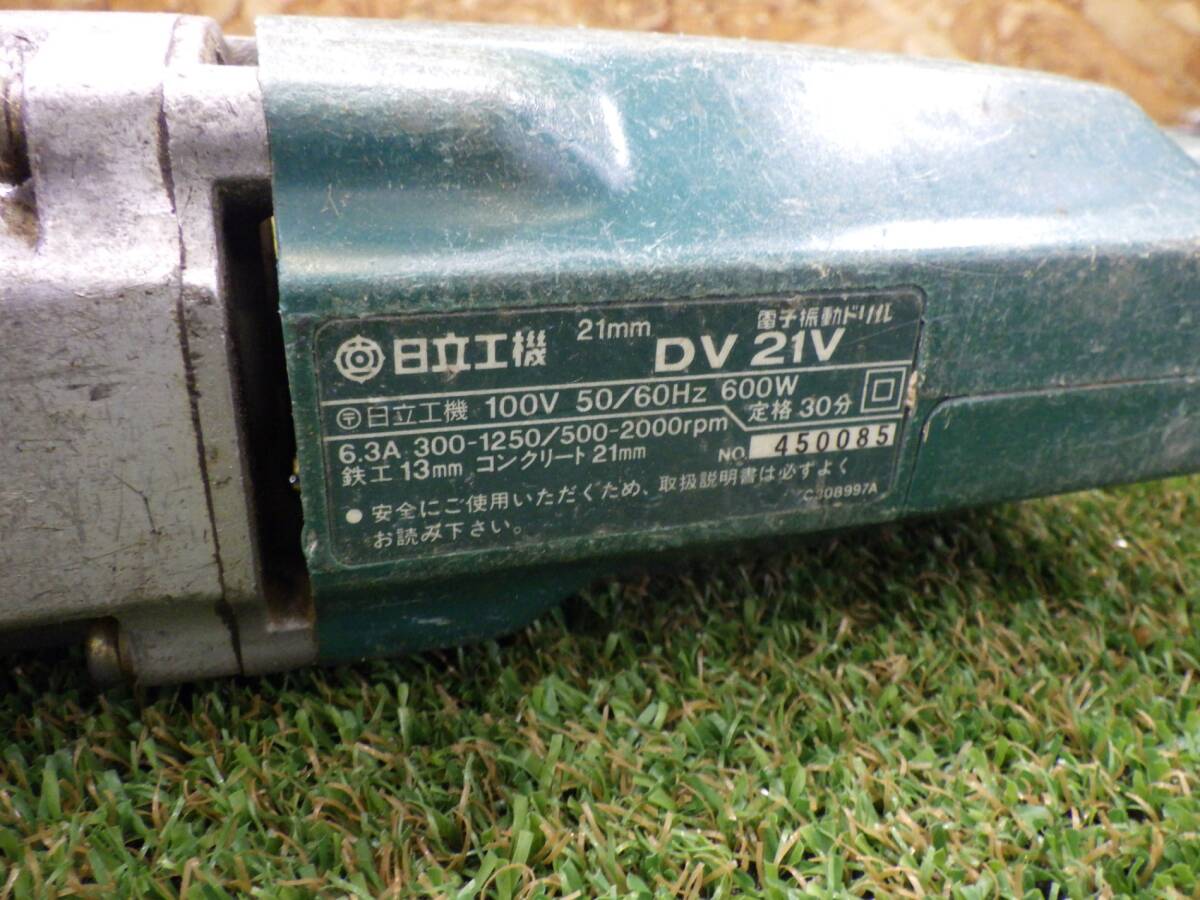 日立工機 21mm DV 21V 電子振動ドリル
〶日立工機 100V 50/60Hz 600W
6.3A 300-1250/500-2000rpm 定格 30分
鉄工 13mm コンクリート 21mm NO. 450085
● 安全にご使用いただくため、取扱説明書は必ずよく
お読み下さい。 C308997A